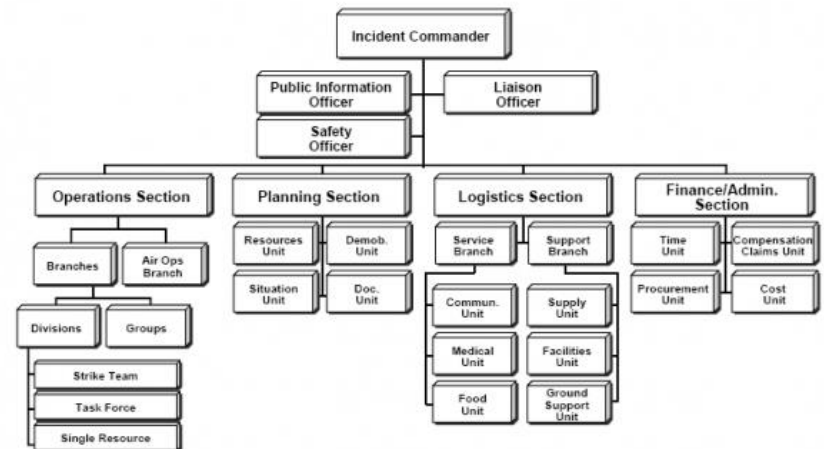 Incident Commander
Public Information
Officer
Liaison
Officer
Safety
Officer
Operations Section
Planning Section
Logistics Section
Finance/Admin.
Section
Branches
Air Ops
Branch
Divisions
Groups
Strike Team
Task Force
Single Resource
Resources
Unit
Demob.
Unit
Situation
Unit
Doc.
Unit
Service
Branch
Support
Branch
Commun.
Unit
Supply
Unit
Medical
Unit
Facilities
Unit
Food
Unit
Ground
Support
Unit
Time
Unit
Compensation
Claims Unit
Procurement
Unit
Cost
Unit